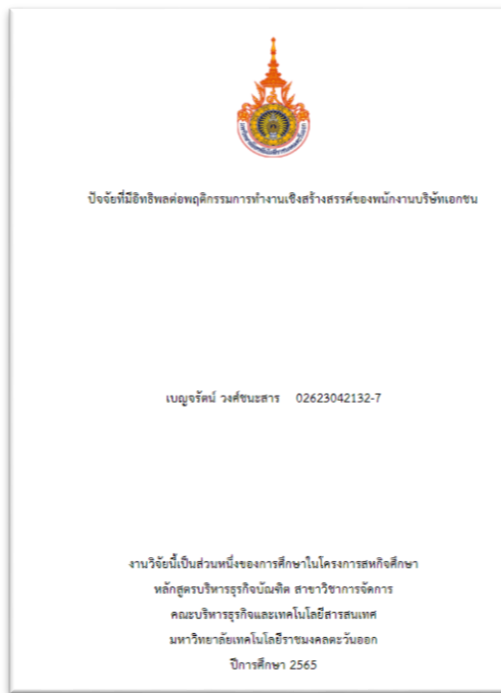 ปัจจัยที่มีอิทธิพลต่อพฤติกรรมการทำงานเชิงสร้างสรรค์ของพนักงานบริษัทเอกชน
เบญจรัตน์ วงศ์ชนะสาร 02623042132-7
งานวิจัยนี้เป็นส่วนหนึ่งของการศึกษาในโครงการสหกิจศึกษา
หลักสูตรบริหารธุรกิจบัณฑิต สาขาวิชาการจัดการ
คณะบริหารธุรกิจและเทคโนโลยีสารสนเทศ
มหาวิทยาลัยเทคโนโลยีราชมงคลตะวันออก
ปีการศึกษา 2565